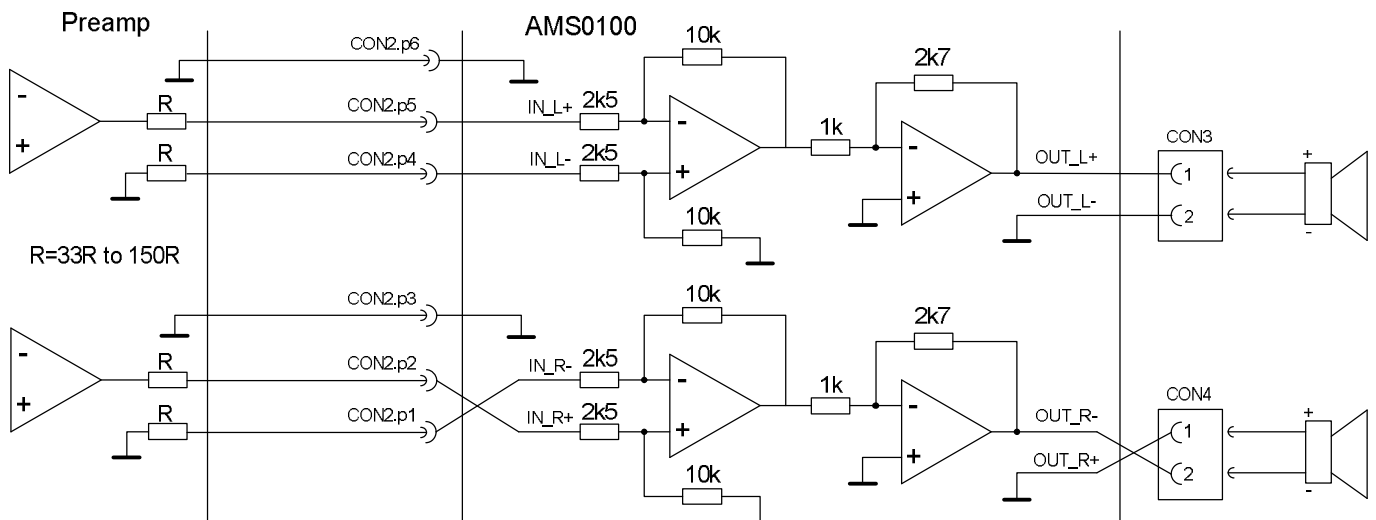 Preamp
AMS0100
CON2.p6
10k
2k7
-
R
CON2.p5
IN_L+
2k5
-
1k
-
CON3
+
+
R
CON2.p4
IN_L-
2k5
+
OUT_L+
1
+
OUT_L-
2
10k
-
R=33R to 150R
CON2.p3
10k
2k7
-
R
CON2.p2
IN_R-
2k5
-
1k
-
CON4
+
+
R
CON2.p1
IN_R+
2k5
+
OUT_R-
1
+
OUT_R+
2
10k
-